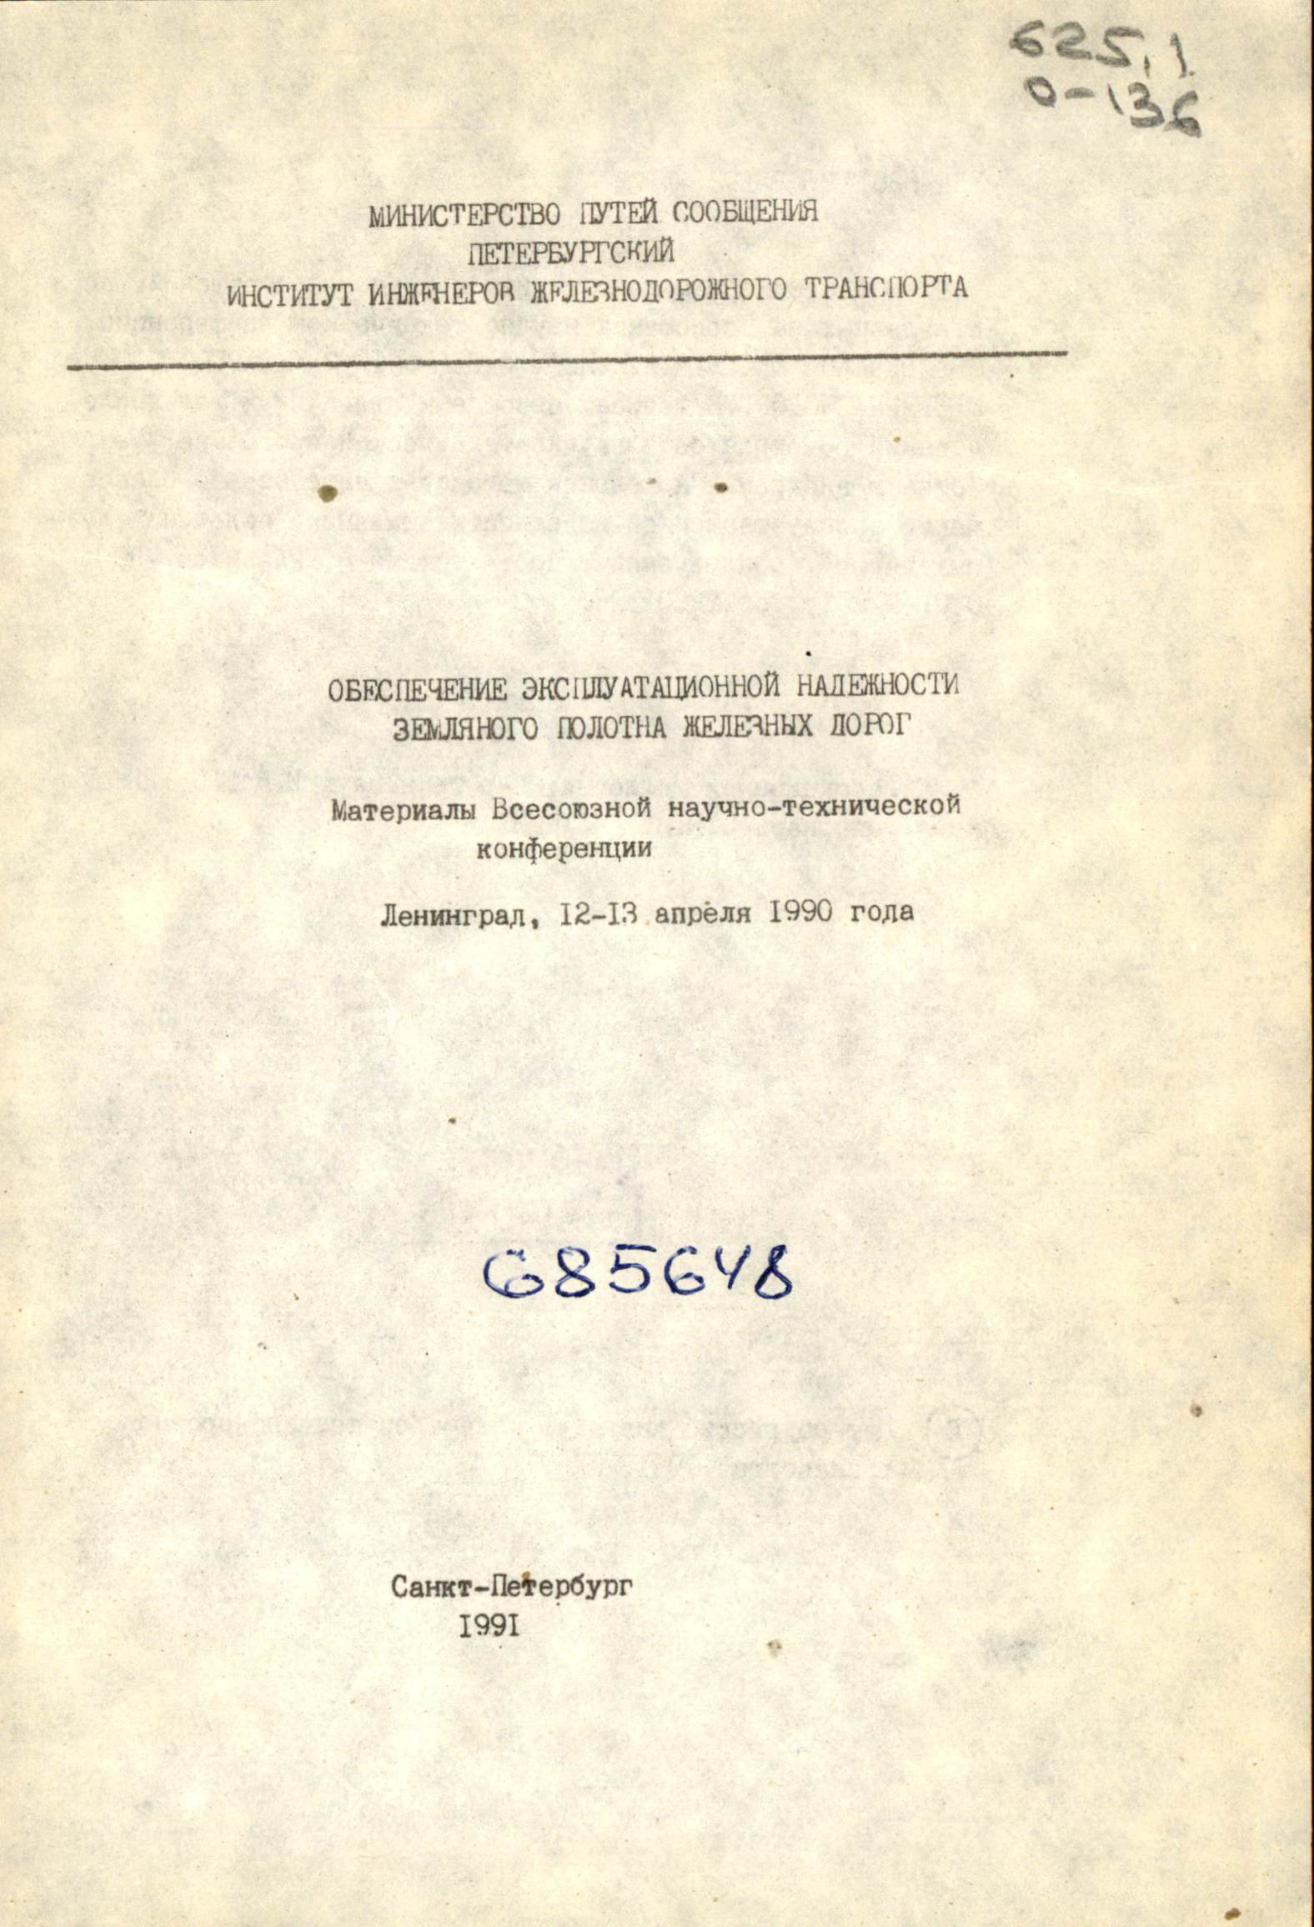 625.1
О-136
МИНИСТЕРСТВО ПУТЕЙ СООБЩЕНИЯ
ПЕТЕРБУРГСКИЙ
ИНСТИТУТ ИНЖЕНЕРОВ ЖЕЛЕЗНОДОРОЖНОГО ТРАНСПОРТА
ОБЕСПЕЧЕНИЕ ЭКСПЛУАТАЦИОННОЙ НАДЕЖНОСТИ
ЗЕМЛЯНОГО ПОЛОТНА ЖЕЛЕЗНЫХ ДОРОГ
Материалы Всесоюзной научно-технической
конференции
Ленинград, 12-13 апреля 1990 года
685648
Санкт-Петербург
1991